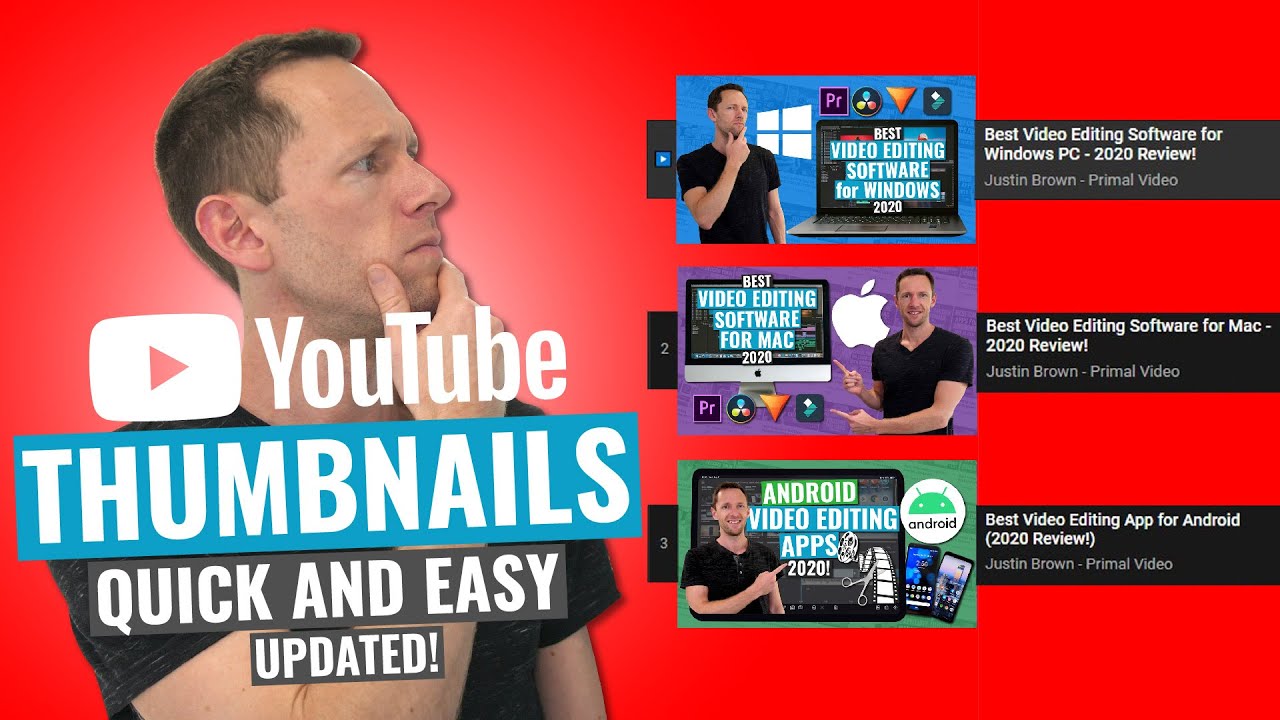 YouTube
THUMBNAILS
QUICK AND EASY
UPDATED!
Pr
BEST
VIDEO EDITING
SOFTWARE
for WINDOWS
2020
Best Video Editing Software for
Windows PC - 2020 Review!
Justin Brown - Primal Video
2
BEST
VIDEO EDITING
SOFTWARE
FOR MAC
2020
Pr
Best Video Editing Software for Mac -
2020 Review!
Justin Brown - Primal Video
3
ANDROID
VIDEO EDITING
APPS
2020!
android
Best Video Editing App for Android
(2020 Review!)
Justin Brown - Primal Video